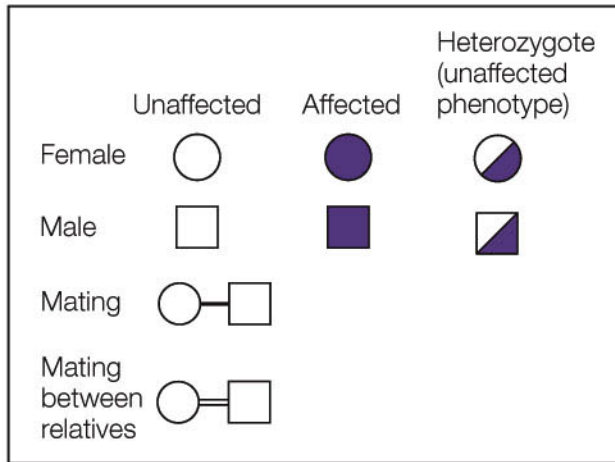 Heterozygote
(unaffected
phenotype)
Unaffected
Affected
Female
Male
Mating
Mating
between
relatives